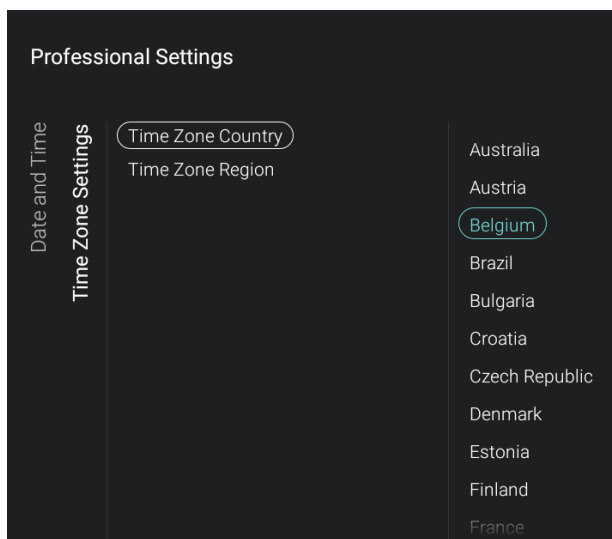 Professional Settings
Date and Time
Time Zone Settings
Time Zone Country
Time Zone Region
Australia
Austria
Belgium
Brazil
Bulgaria
Croatia
Czech Republic
Denmark
Estonia
Finland
France